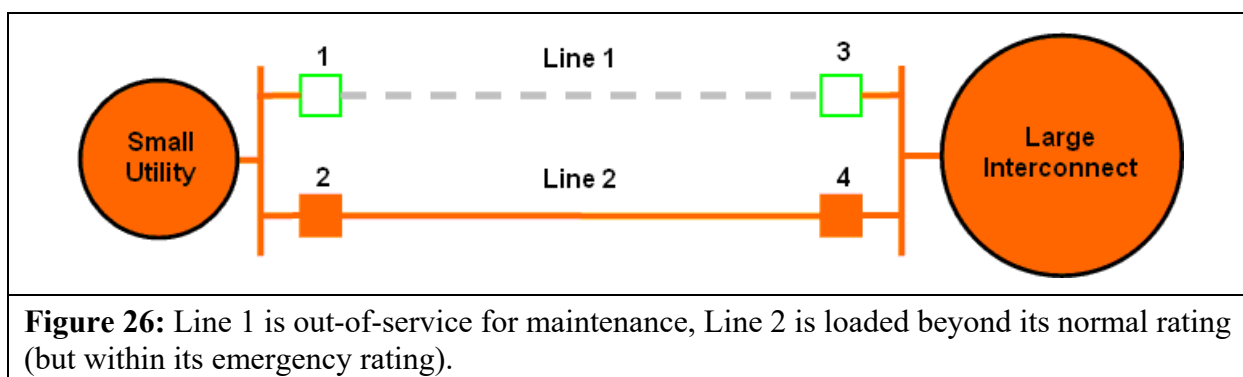 1 Line 1 3
Small
Utility
Large
Interconnect
2 Line 2 4
Figure 26: Line 1 is out-of-service for maintenance, Line 2 is loaded beyond its normal rating
(but within its emergency rating).